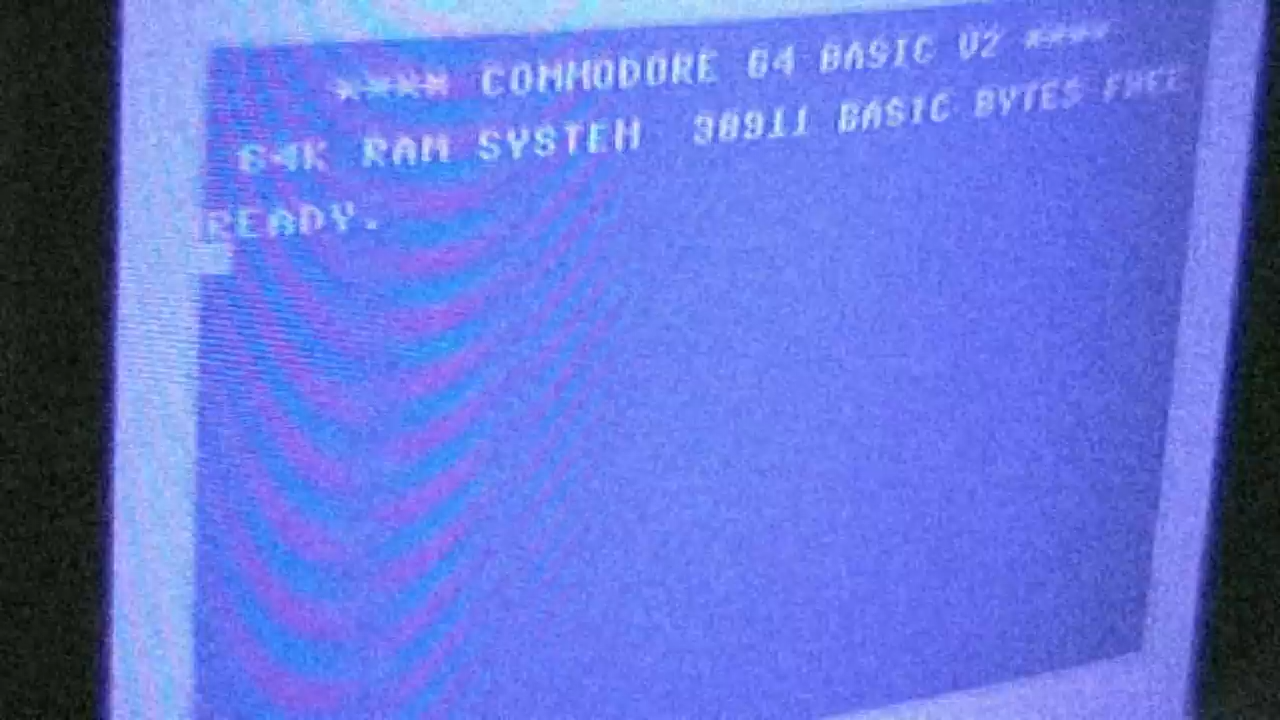 **** COMMODORE 64 BASIC V2 ****
64K RAM SYSTEM 38911 BASIC BYTES FREE
READY.